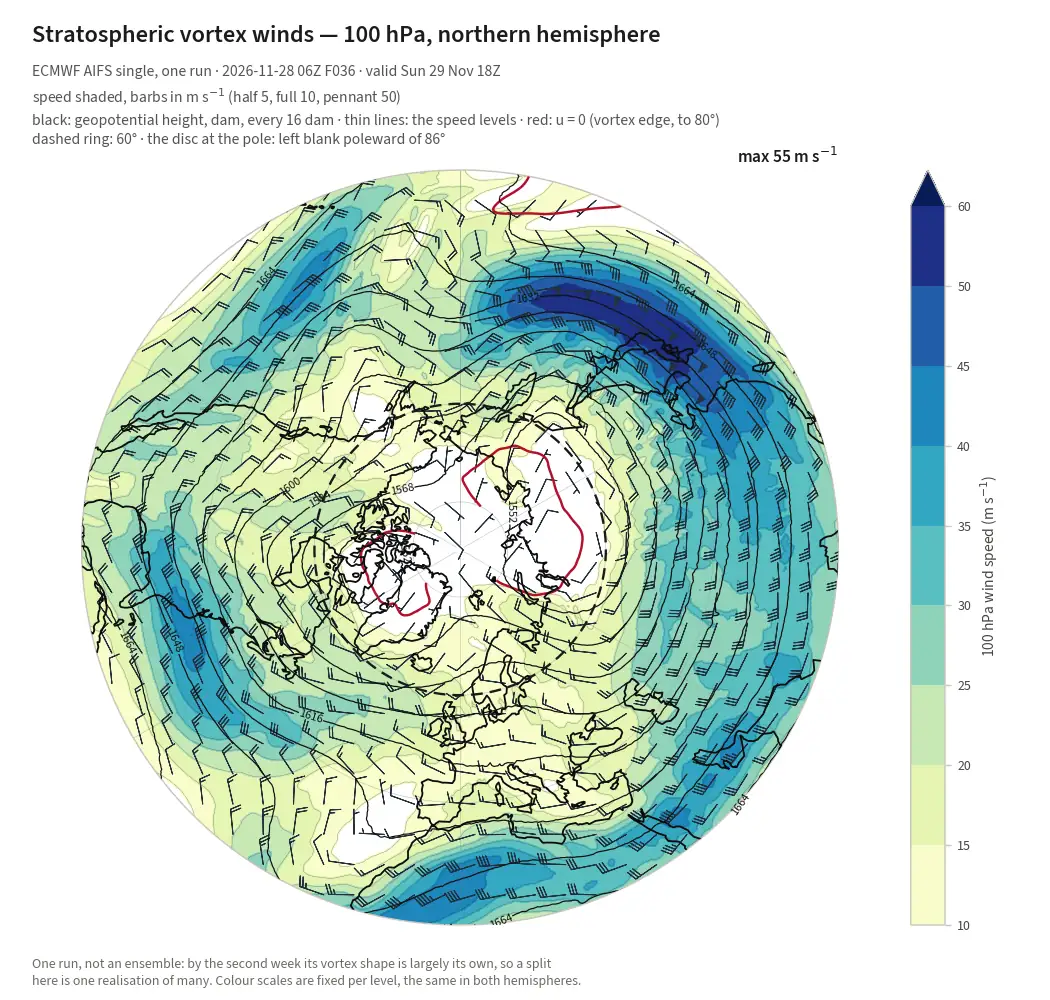 Stratospheric vortex winds — 100 hPa, northern hemisphere
ECMWF AIFS single, one run · 2026-11-28 06Z F036 · valid Sun 29 Nov 18Z
speed shaded, barbs in m s⁻¹ (half 5, full 10, pennant 50)
black: geopotential height, dam, every 16 dam · thin lines: the speed levels · red: u = 0 (vortex edge, to 80°)
dashed ring: 60° · the disc at the pole: left blank poleward of 86°
max 55 m s⁻¹
60
50
45
40
35
30
25
20
15
10
100 hPa wind speed (m s⁻¹)
1664
1632
1664
1600
1568
1552
1664
1648
1616
1664
1664
One run, not an ensemble: by the second week its vortex shape is largely its own, so a split
here is one realisation of many. Colour scales are fixed per level, the same in both hemispheres.